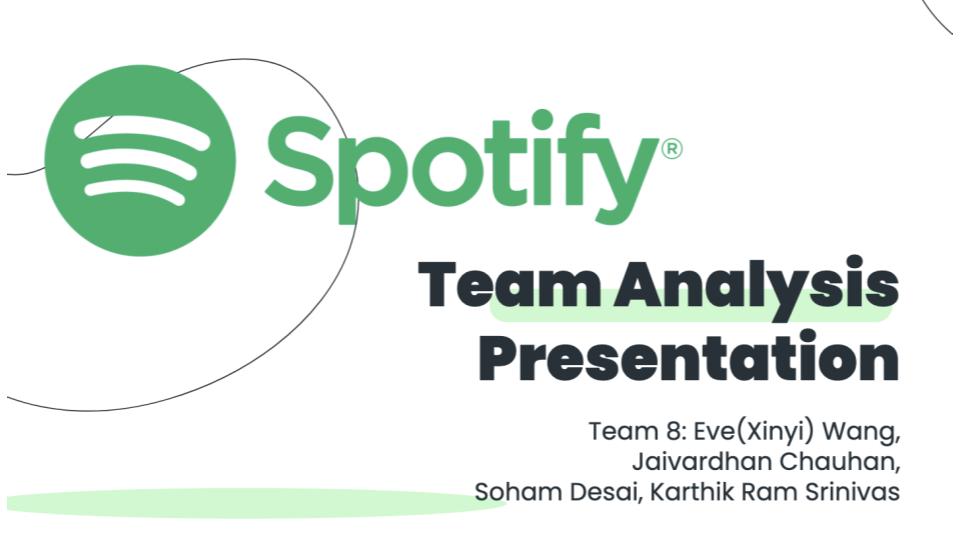 Spotify®
Team Analysis
Presentation
Team 8: Eve(Xinyi) Wang,
Jaivardhan Chauhan,
Soham Desai, Karthik Ram Srinivas